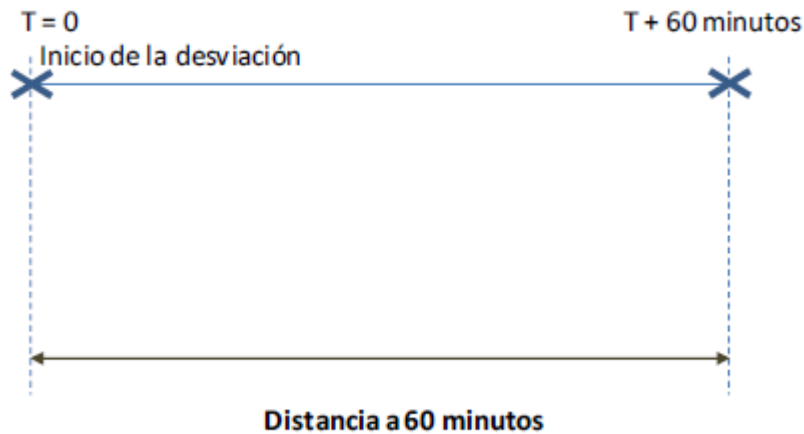 T = 0
T + 60 minutos
Inicio de la desviación
Distancia a 60 minutos